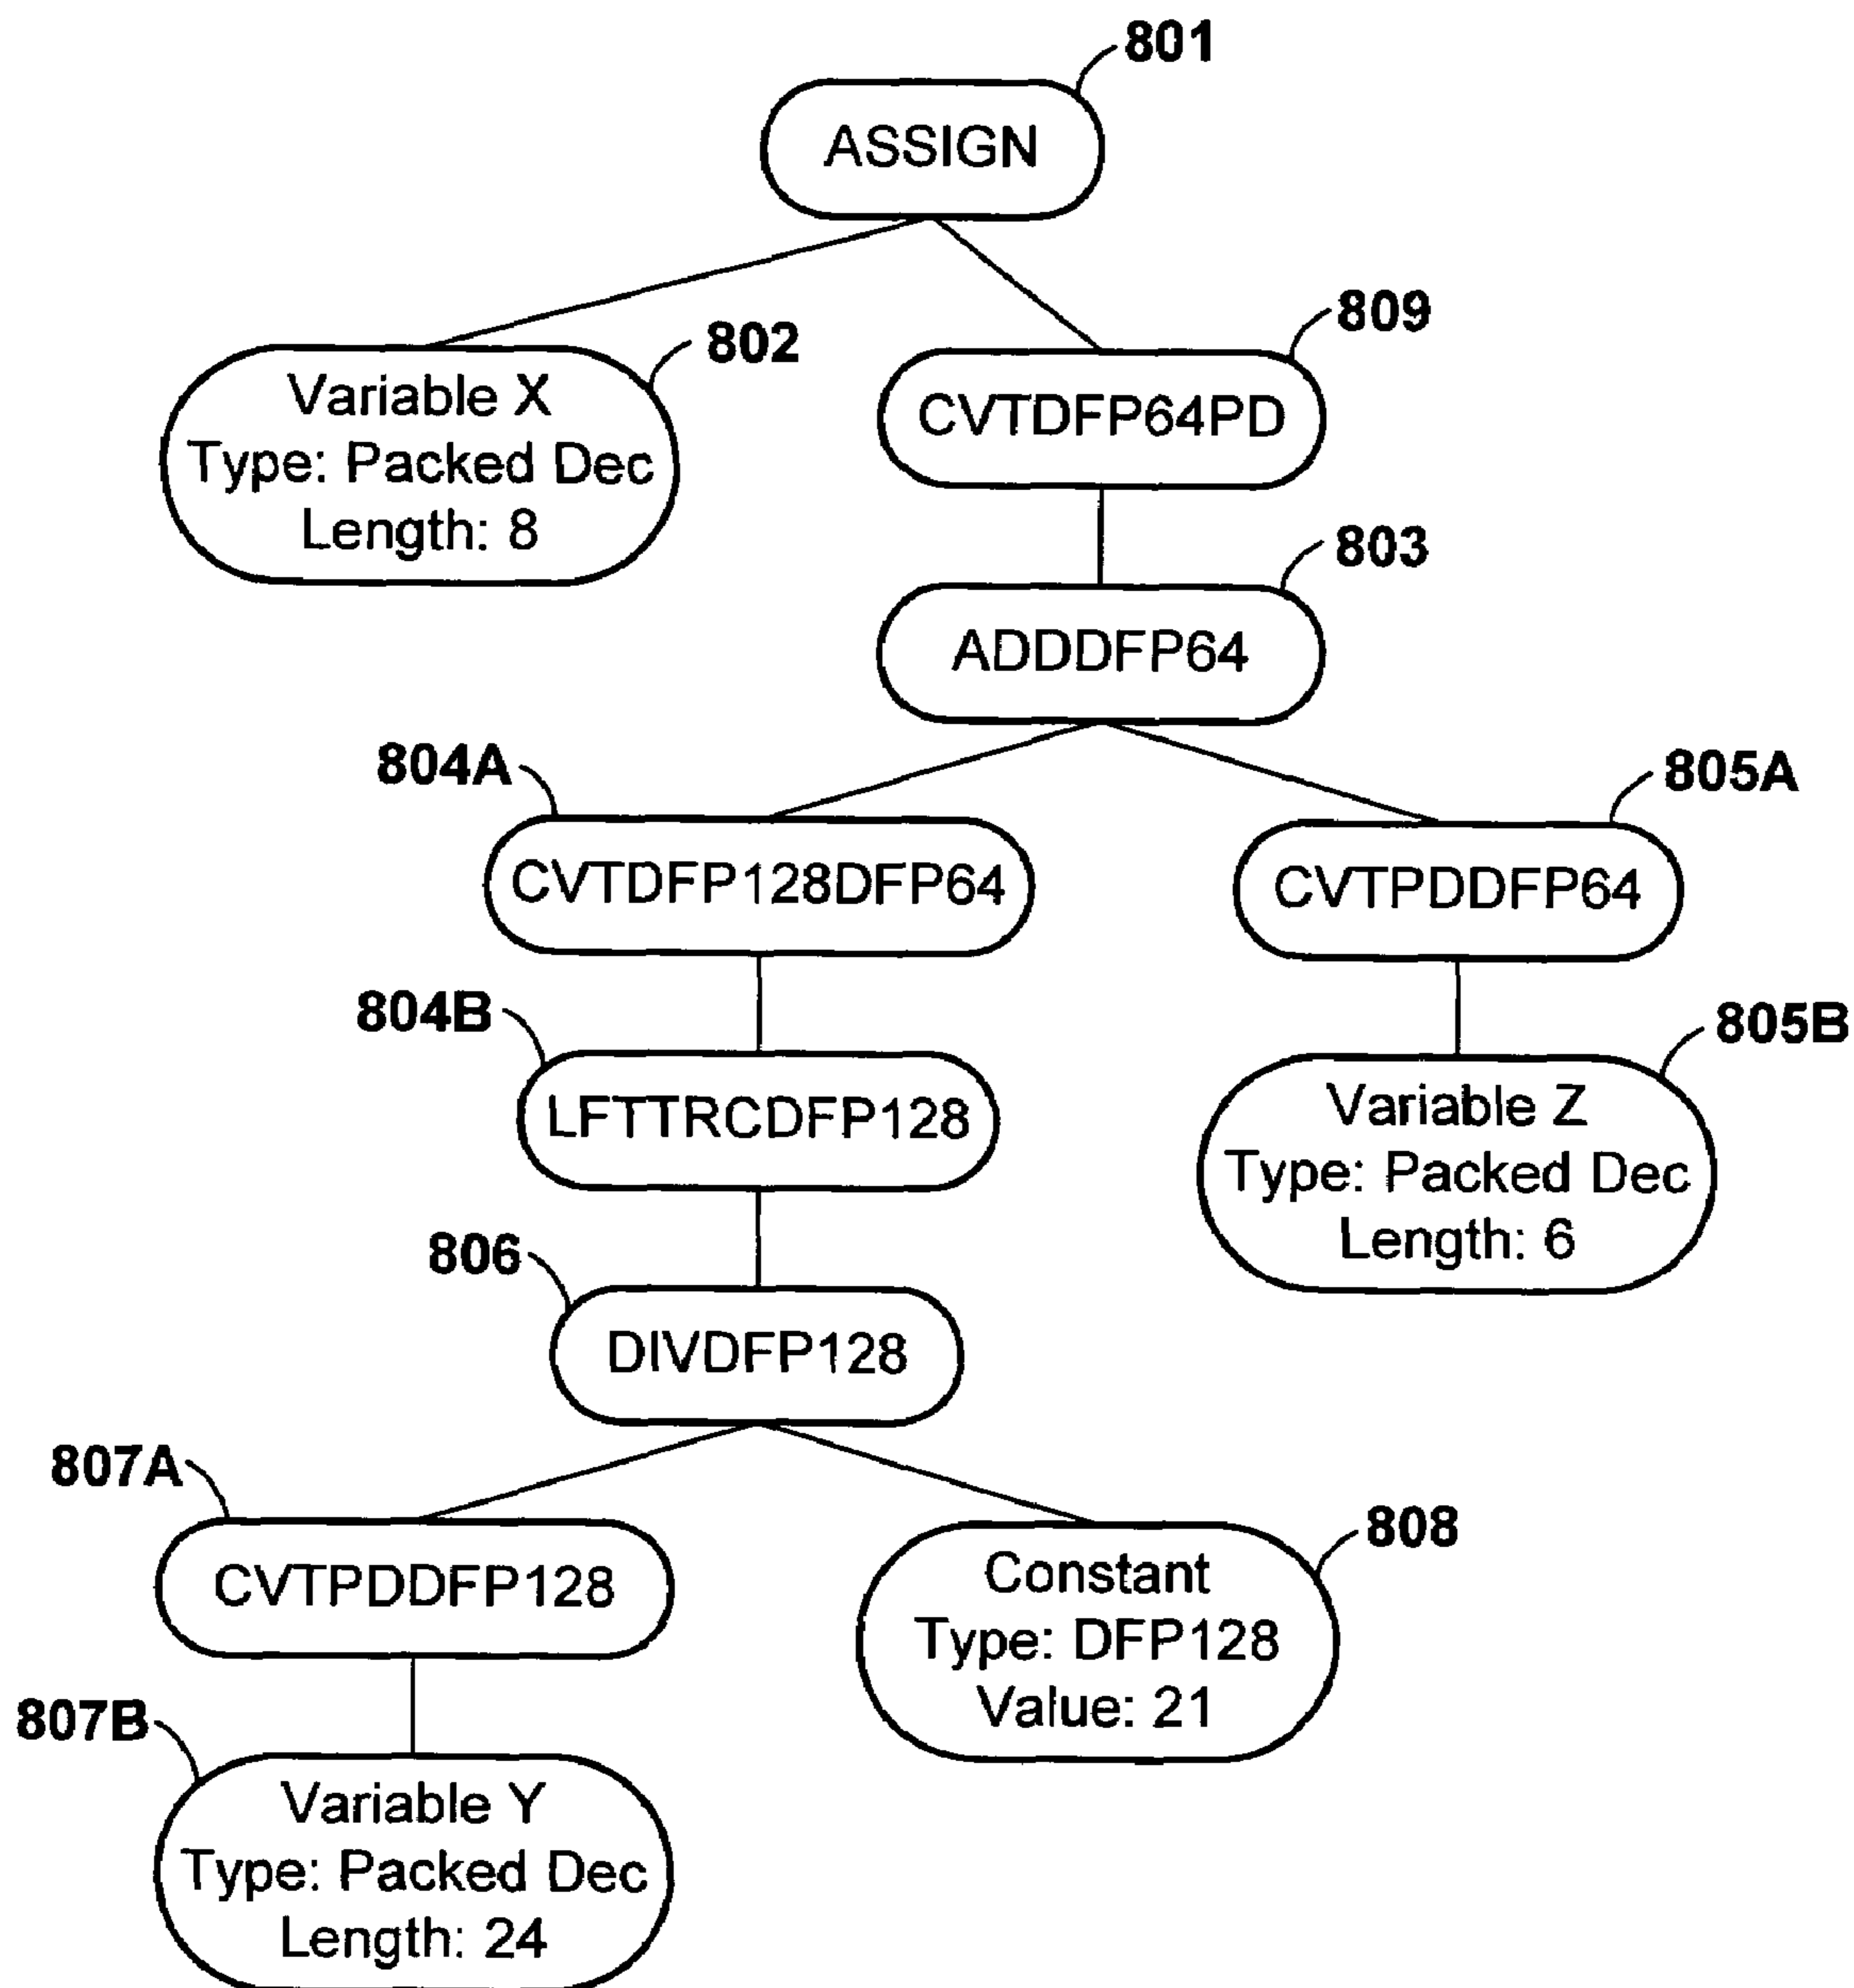 801
ASSIGN
809
802
Variable X
Type: Packed Dec
Length: 8
CVTDFP64PD
803
ADDDFP64
804A
805A
CVTDFP128DFP64
CVTPDDFP64
804B
805B
LFTTRCDFP128
Variable Z
Type: Packed Dec
Length: 6
806
DIVDFP128
807A
808
CVTPDDFP128
Constant
Type: DFP128
Value: 21
807B
Variable Y
Type: Packed Dec
Length: 24